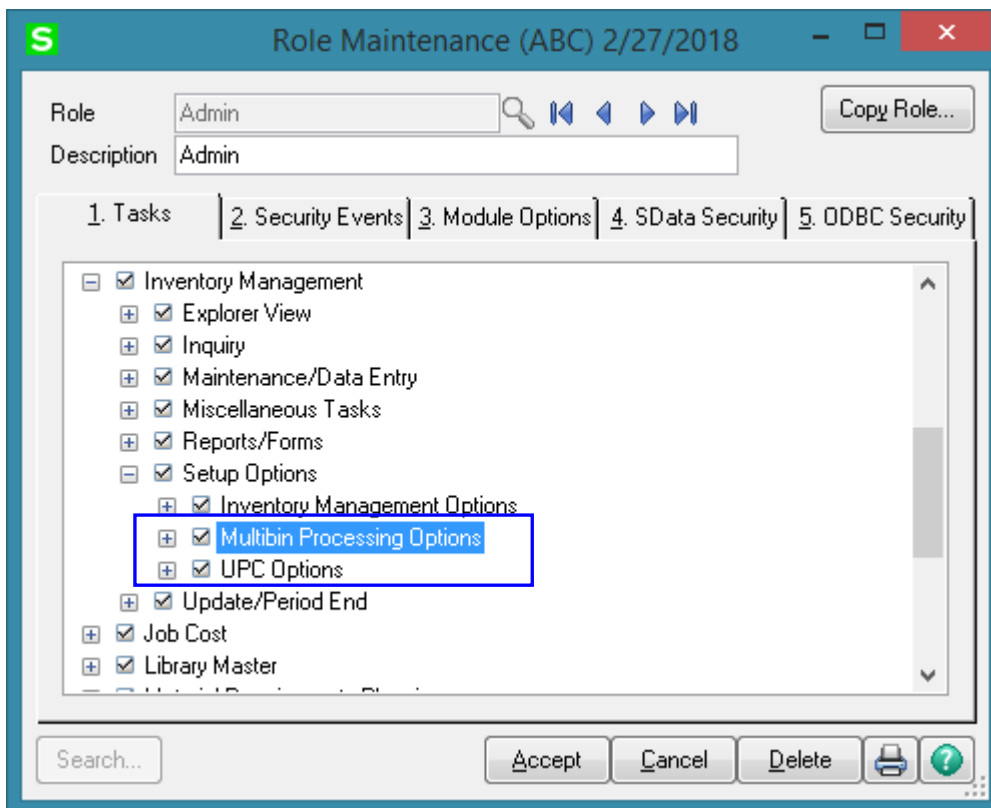 S Role Maintenance (ABC) 2/27/2018
Role Admin Copy Role...
Description Admin
1. Tasks 2. Security Events 3. Module Options 4. SData Security 5. ODBC Security
Inventory Management
Explorer View
Inquiry
Maintenance/Data Entry
Miscellaneous Tasks
Reports/Forms
Setup Options
Inventory Management Options
Multibin Processing Options
UPC Options
Update/Period End
Job Cost
Library Master
Search... Accept Cancel Delete